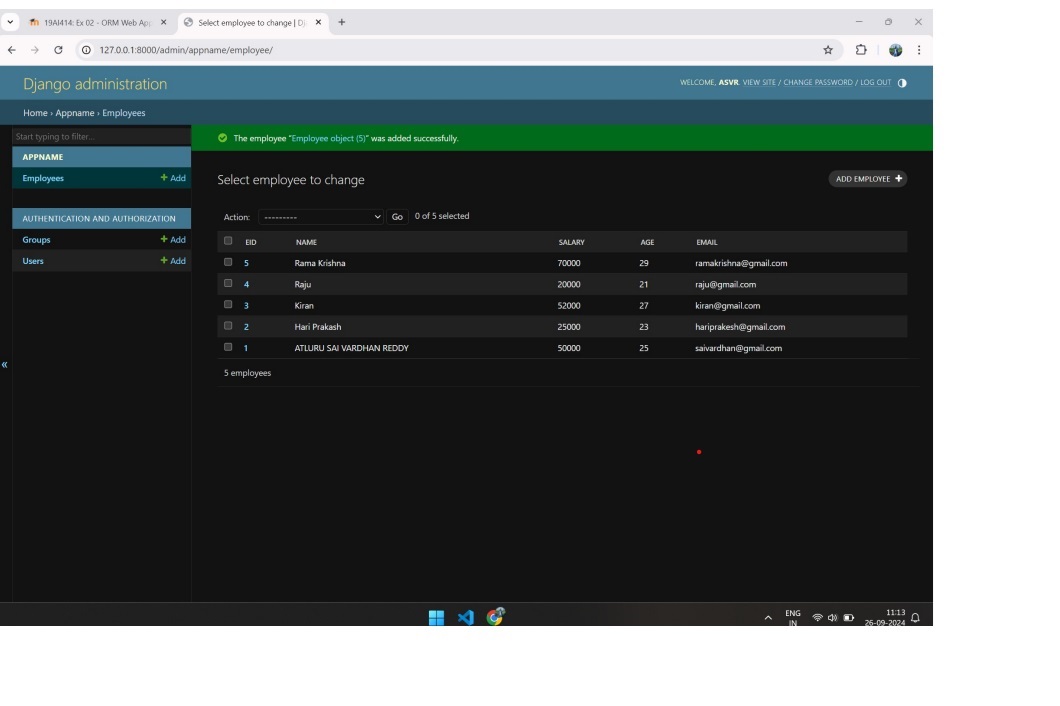 19AI414: Ex 02 - ORM Web App
Select employee to change | Dj
127.0.0.1:8000/admin/appname/employee/
Django administration
WELCOME, ASVR. VIEW SITE / CHANGE PASSWORD / LOG OUT
Home › Appname › Employees
Start typing to filter...
The employee "Employee object (5)" was added successfully.
APPNAME
Employees + Add
Select employee to change
ADD EMPLOYEE +
AUTHENTICATION AND AUTHORIZATION
Groups + Add
Users + Add
Action: --------- Go 0 of 5 selected
EID NAME SALARY AGE EMAIL
5 Rama Krishna 70000 29 ramakrishna@gmail.com
4 Raju 20000 21 raju@gmail.com
3 Kiran 52000 27 kiran@gmail.com
2 Hari Prakash 25000 23 hariprakesh@gmail.com
1 ATLURU SAI VARDHAN REDDY 50000 25 saivardhan@gmail.com
5 employees
«
ENG
IN
11:13
26-09-2024